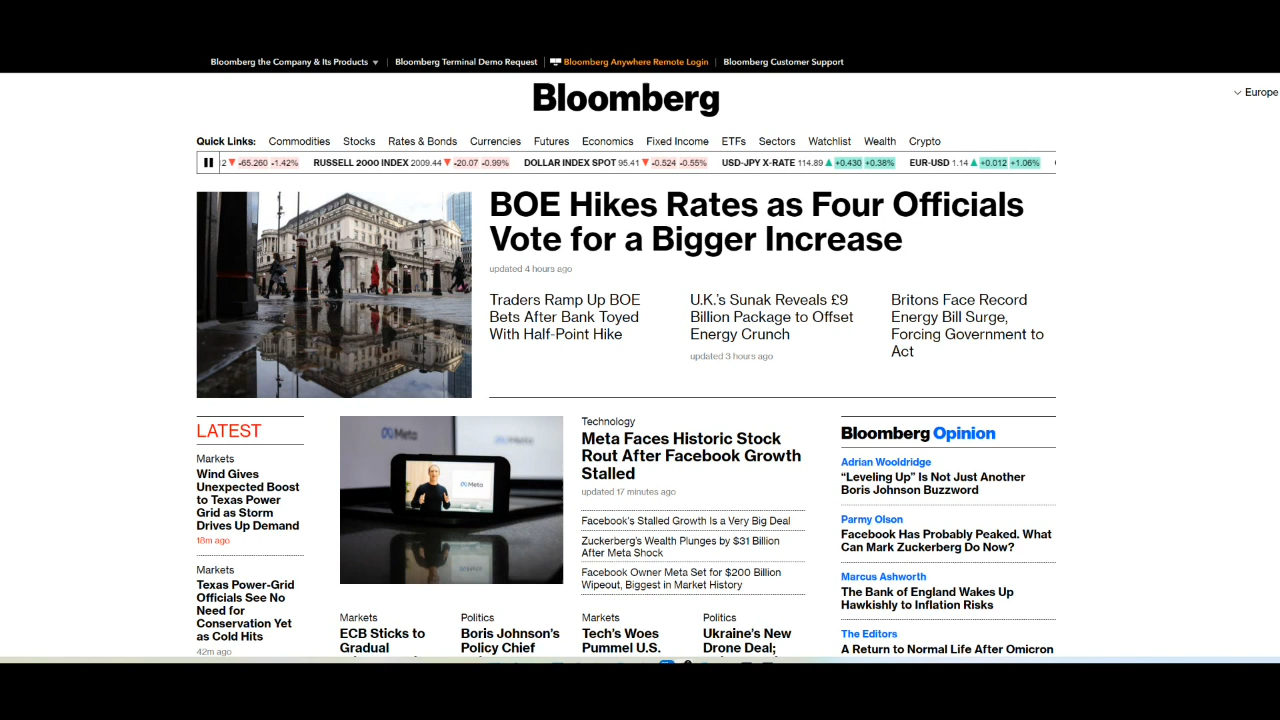 Bloomberg the Company & Its Products
Bloomberg Terminal Demo Request
Bloomberg Anywhere Remote Login
Bloomberg Customer Support
Bloomberg
Europe
Quick Links: Commodities Stocks Rates & Bonds Currencies Futures Economics Fixed Income ETFs Sectors Watchlist Wealth Crypto
2 ▼ -65.260 -1.42% RUSSELL 2000 INDEX 2009.44 ▼ -20.07 -0.99% DOLLAR INDEX SPOT 95.41 ▼ -0.524 -0.55% USD-JPY X-RATE 114.89 ▲ +0.430 +0.38% EUR-USD 1.14 ▲ +0.012 +1.06%
BOE Hikes Rates as Four Officials
Vote for a Bigger Increase
updated 4 hours ago
Traders Ramp Up BOE
Bets After Bank Toyed
With Half-Point Hike
U.K.'s Sunak Reveals £9
Billion Package to Offset
Energy Crunch
updated 3 hours ago
Britons Face Record
Energy Bill Surge,
Forcing Government to
Act
LATEST
Markets
Wind Gives
Unexpected Boost
to Texas Power
Grid as Storm
Drives Up Demand
18m ago
Markets
Texas Power-Grid
Officials See No
Need for
Conservation Yet
as Cold Hits
42m ago
Meta
Meta
Technology
Meta Faces Historic Stock
Rout After Facebook Growth
Stalled
updated 17 minutes ago
Facebook's Stalled Growth Is a Very Big Deal
Zuckerberg's Wealth Plunges by $31 Billion
After Meta Shock
Facebook Owner Meta Set for $200 Billion
Wipeout, Biggest in Market History
Markets
ECB Sticks to
Gradual
Politics
Boris Johnson's
Policy Chief
Markets
Tech's Woes
Pummel U.S.
Politics
Ukraine's New
Drone Deal;
Bloomberg Opinion
Adrian Wooldridge
“Leveling Up” Is Not Just Another
Boris Johnson Buzzword
Parmy Olson
Facebook Has Probably Peaked. What
Can Mark Zuckerberg Do Now?
Marcus Ashworth
The Bank of England Wakes Up
Hawkishly to Inflation Risks
The Editors
A Return to Normal Life After Omicron